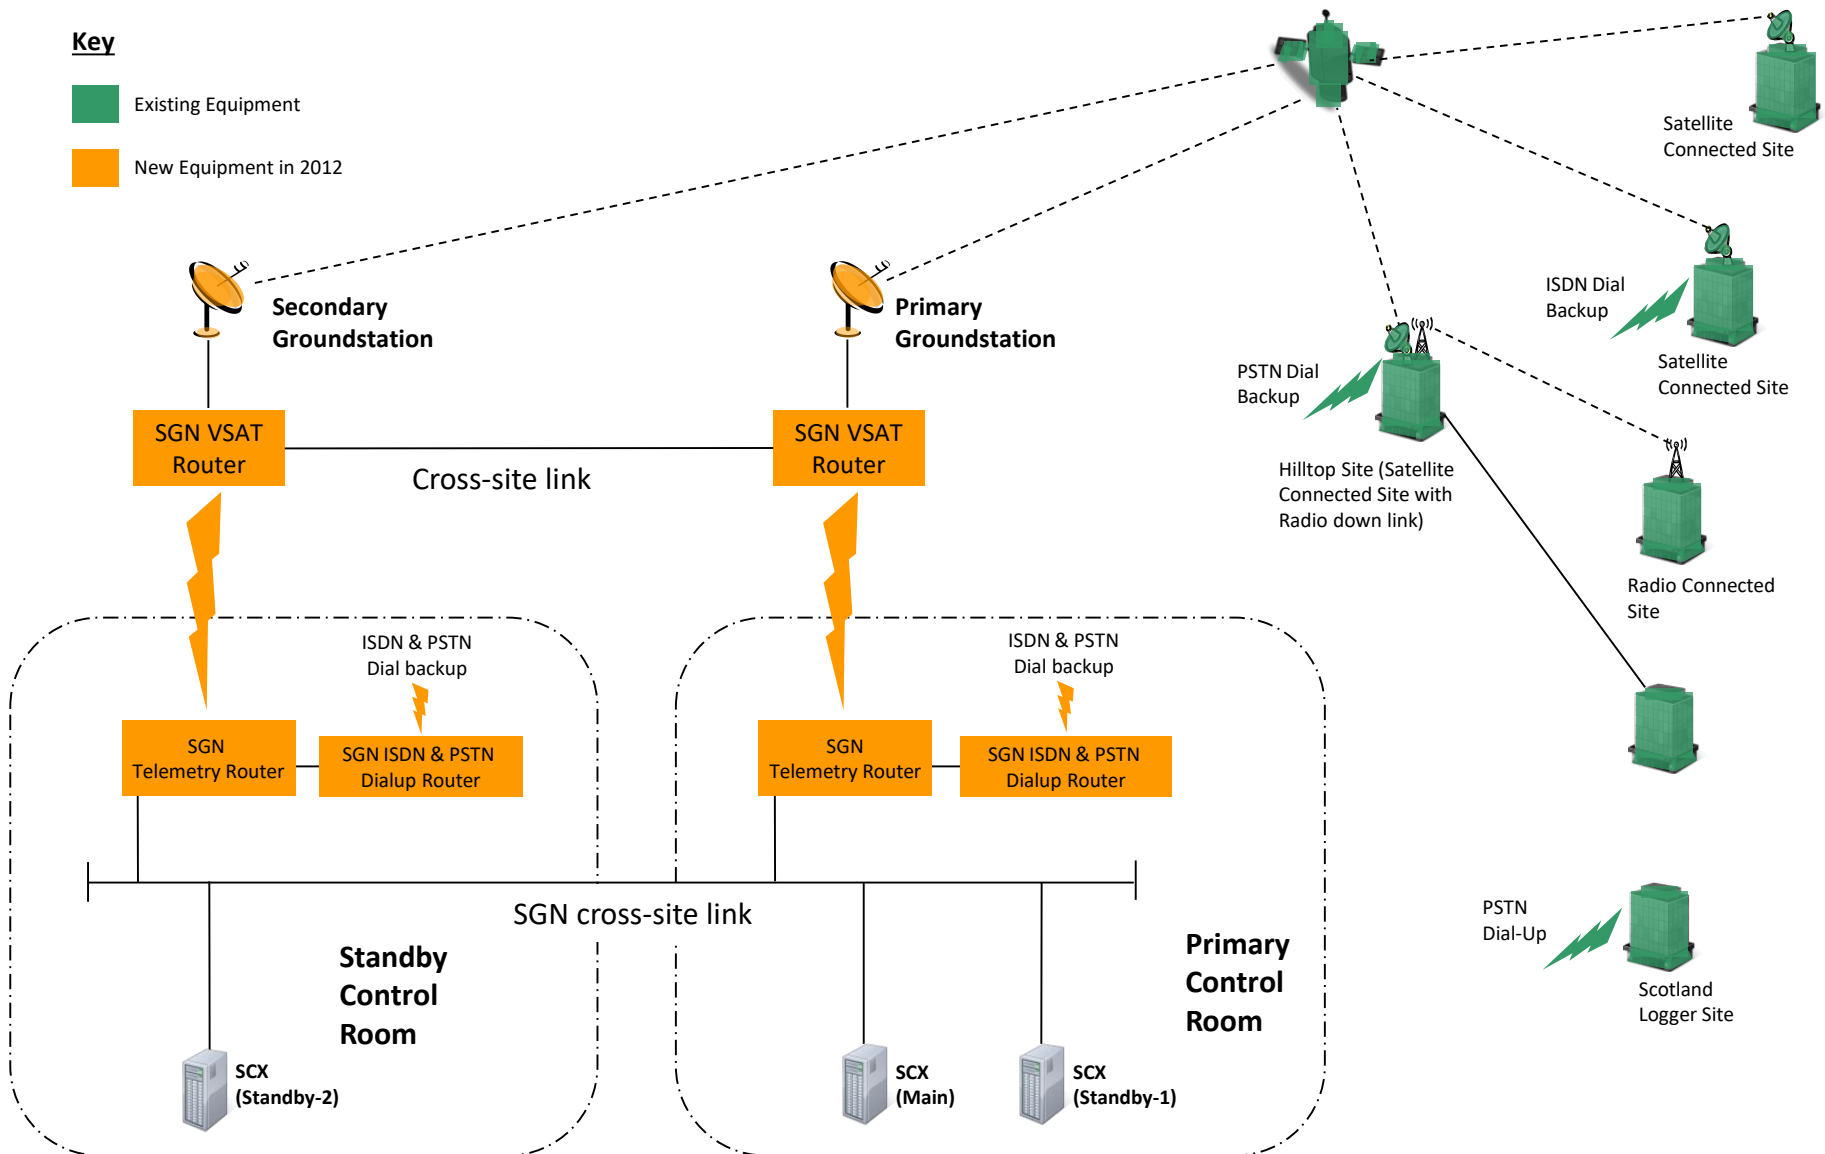 Key
Existing Equipment
New Equipment in 2012
Satellite
Connected Site
ISDN Dial
Backup
Satellite
Connected Site
Secondary
Groundstation
Primary
Groundstation
PSTN Dial
Backup
SGN VSAT
Router
SGN VSAT
Router
Cross-site link
Hilltop Site (Satellite
Connected Site with
Radio down link)
Radio Connected
Site
ISDN & PSTN
Dial backup
ISDN & PSTN
Dial backup
SGN
Telemetry Router
SGN ISDN & PSTN
Dialup Router
SGN
Telemetry Router
SGN ISDN & PSTN
Dialup Router
SGN cross-site link
PSTN
Dial-Up
Standby
Control
Room
Primary
Control
Room
Scotland
Logger Site
SCX
(Standby-2)
SCX
(Main)
SCX
(Standby-1)